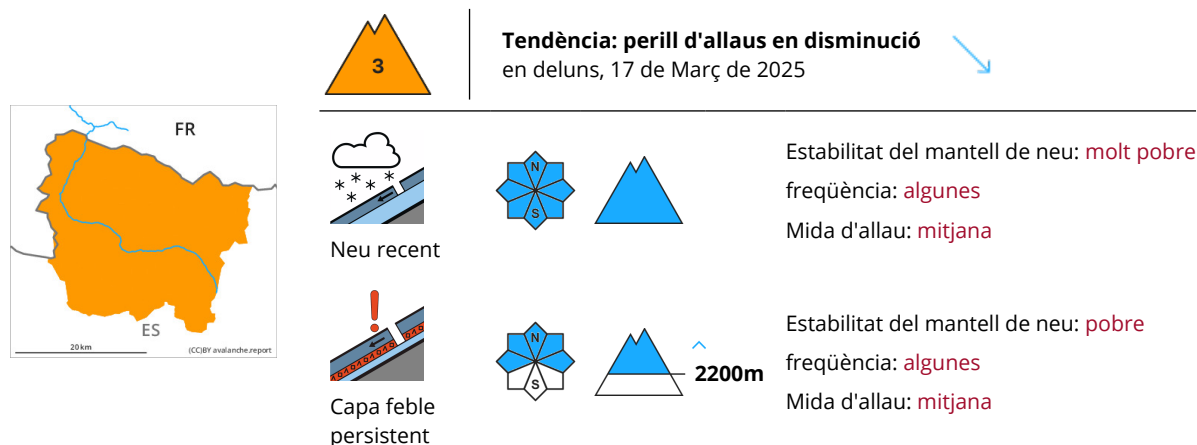 3
Tendència: perill d'allaus en disminució
en deluns, 17 de Març de 2025
FR
ES
20 km
(CC)BY avalanche.report
N
S
Neu recent
Estabilitat del mantell de neu: molt pobre
freqüència: algunes
Mida d'allau: mitjana
N
S
2200m
Capa feble
persistent
Estabilitat del mantell de neu: pobre
freqüència: algunes
Mida d'allau: mitjana